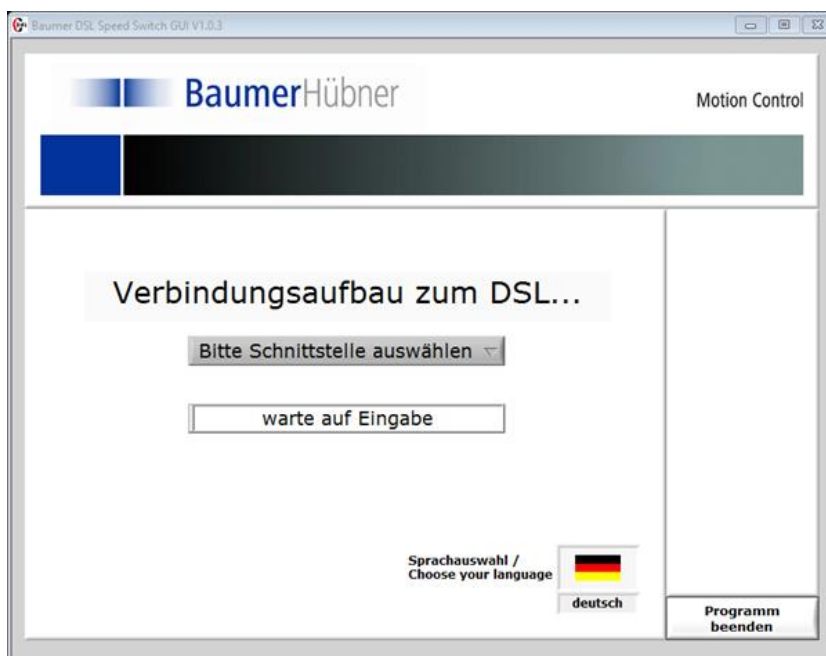 Baumer DSL Speed Switch GUI V1.0.3
BaumerHübner
Motion Control
Verbindungsaufbau zum DSL...
Bitte Schnittstelle auswählen
warte auf Eingabe
Sprachauswahl /
Choose your language
deutsch
Programm
beenden